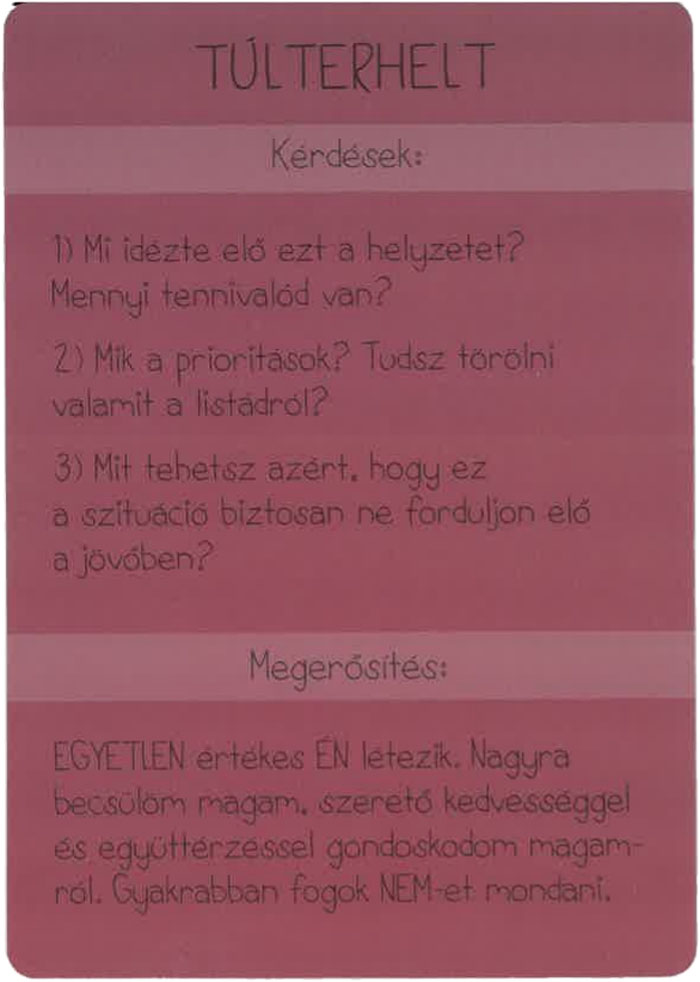 TÚLTERHELT
Kérdések:
1) Mi idézte elő ezt a helyzetet?
Mennyi tennivalód van?
2) Mik a prioritások? Tudsz törölni
valamit a listádról?
3) Mit tehetsz azért, hogy ez
a szituáció biztosan ne forduljon elő
a jövőben?
Megerősítés:
EGYETLEN értékes ÉN létezik. Nagyra
becsülöm magam, szerető kedvességgel
és együttérzéssel gondoskodom magam-
ról. Gyakrabban fogok NEM-et mondani.